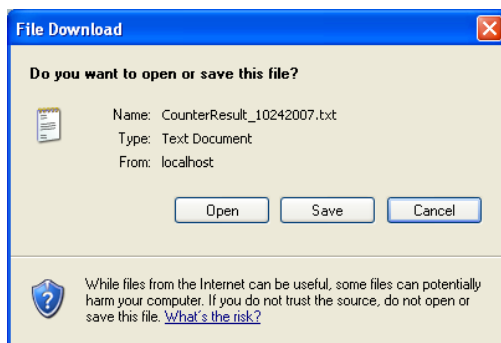 File Download
Do you want to open or save this file?
Name: CounterResult_10242007.txt
Type: Text Document
From: localhost
Open Save Cancel
While files from the Internet can be useful, some files can potentially
harm your computer. If you do not trust the source, do not open or
save this file. What's the risk?